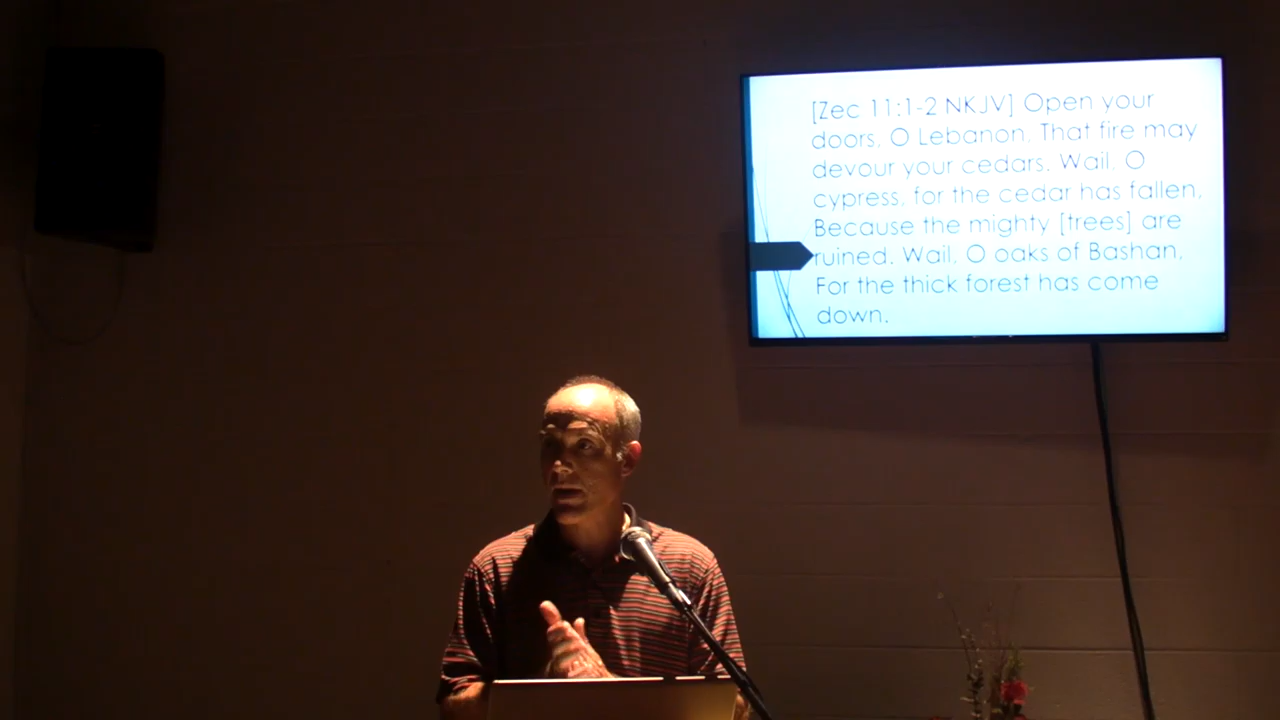 [Zec 11:1-2 NKJV] Open your
doors, O Lebanon, That fire may
devour your cedars. Wail, O
cypress, for the cedar has fallen,
Because the mighty [trees] are
ruined. Wail, O oaks of Bashan,
For the thick forest has come
down.